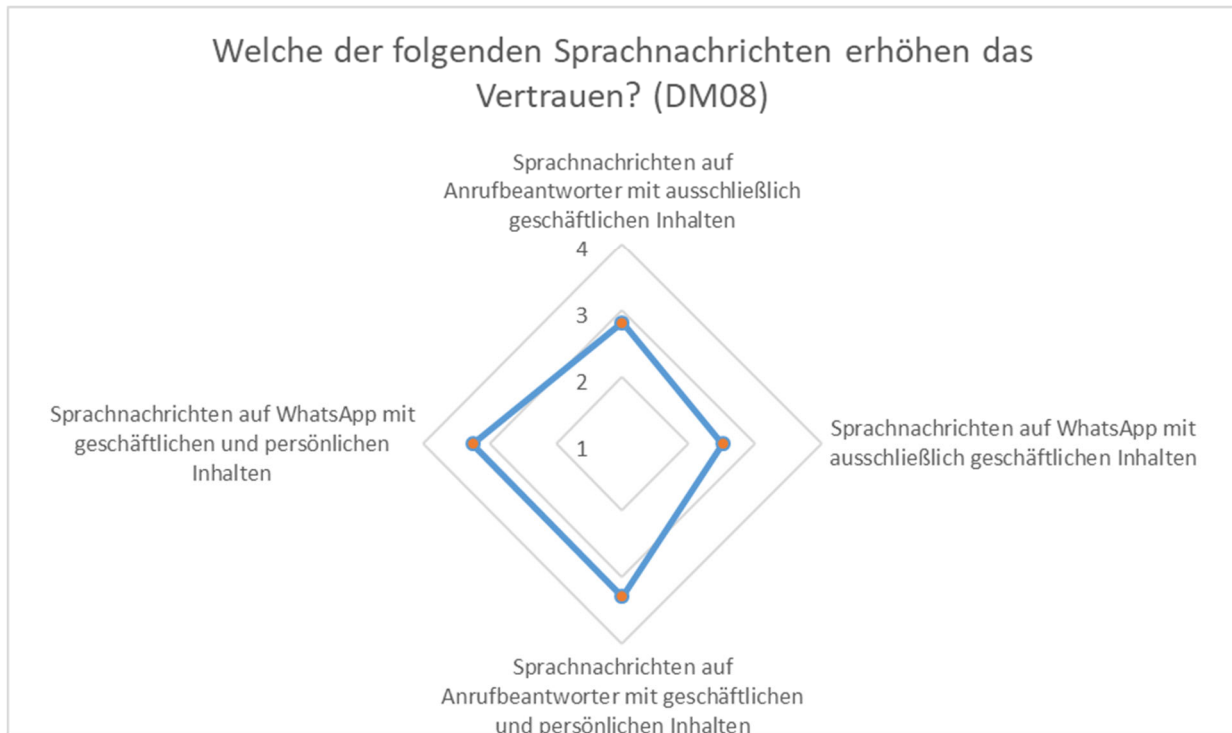 Welche der folgenden Sprachnachrichten erhöhen das
Vertrauen? (DM08)
Sprachnachrichten auf
Anrufbeantworter mit ausschließlich
geschäftlichen Inhalten
4
3
2
1
Sprachnachrichten auf WhatsApp mit
ausschließlich geschäftlichen Inhalten
Sprachnachrichten auf
Anrufbeantworter mit geschäftlichen
und persönlichen Inhalten
Sprachnachrichten auf WhatsApp mit
geschäftlichen und persönlichen
Inhalten